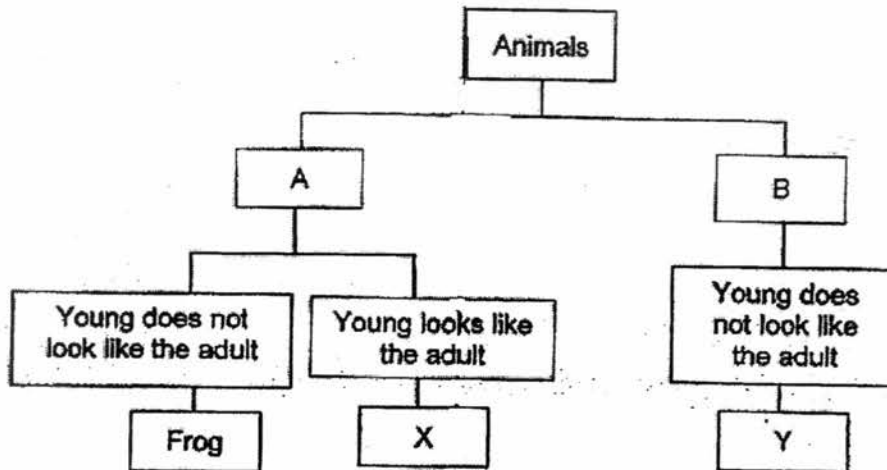 Animals
A
B
Young does not
look like the adult
Young looks like
the adult
Young does
not look like
the adult
Frog
X
Y